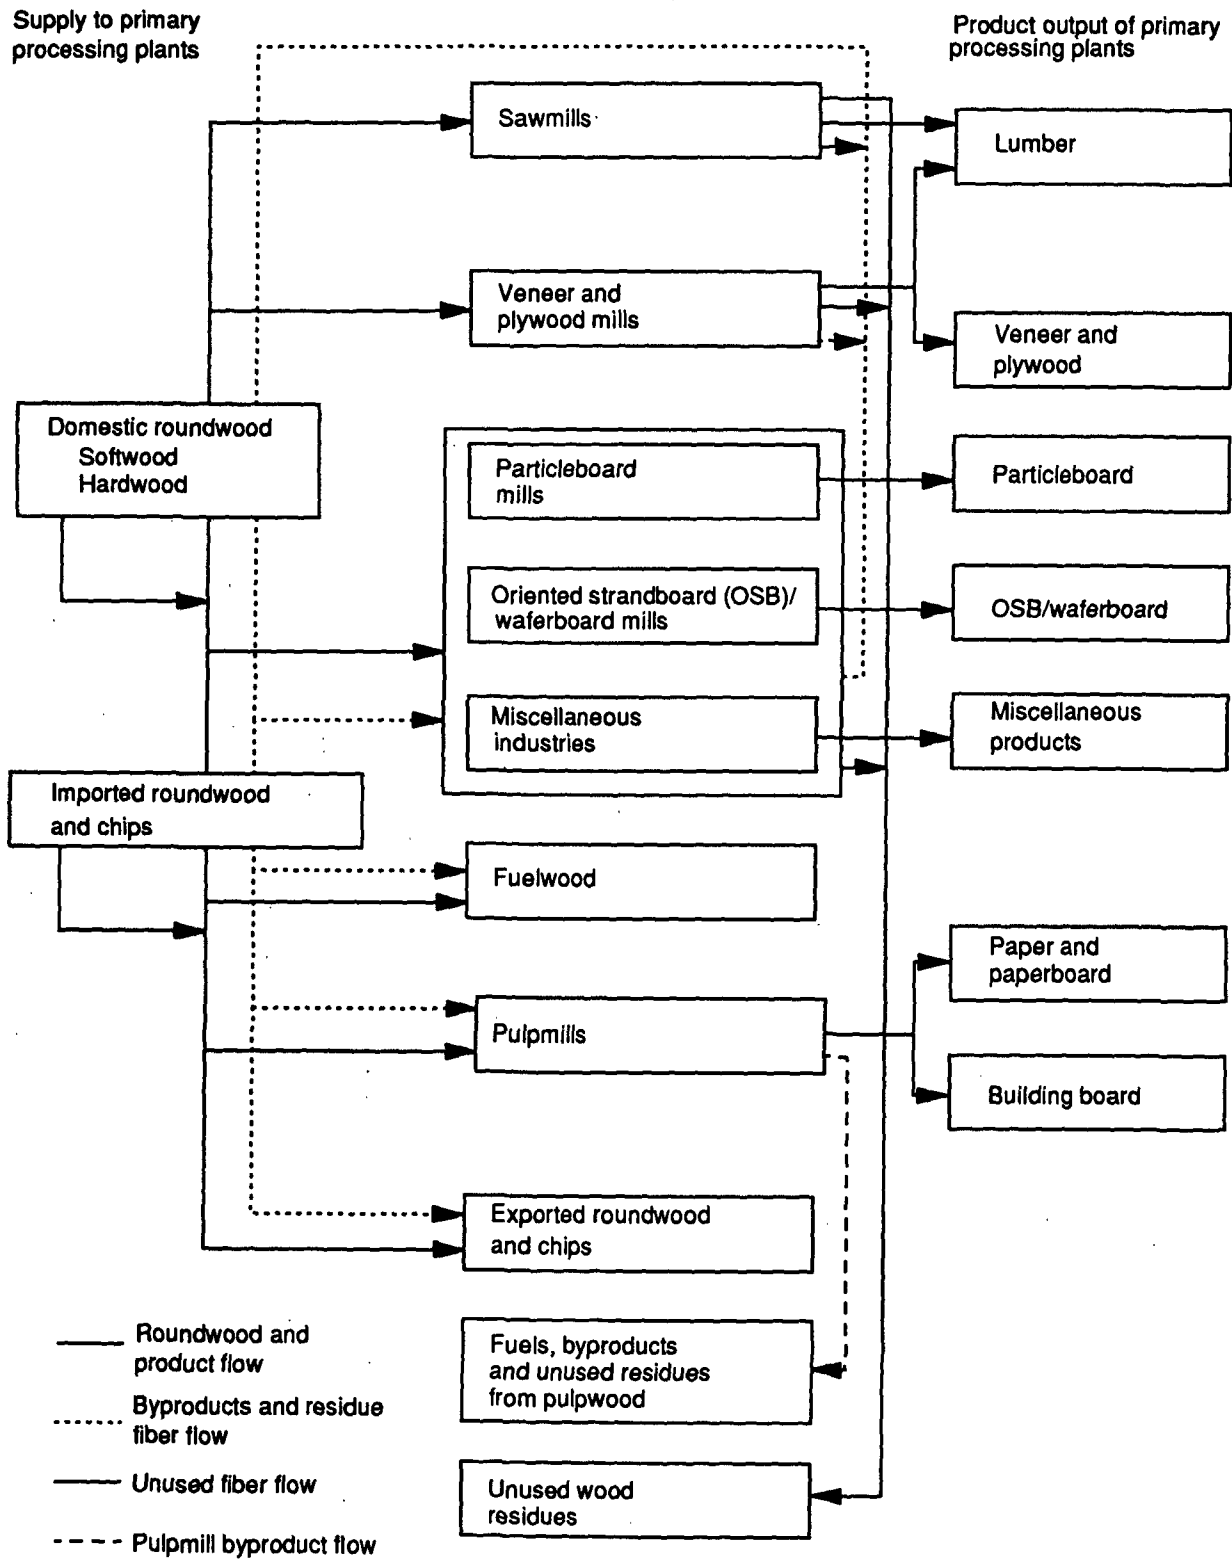 Supply to primary
processing plants
Product output of primary
processing plants
Sawmills
Lumber
Veneer and
plywood mills
Veneer and
plywood
Domestic roundwood
Softwood
Hardwood
Particleboard
mills
Particleboard
Oriented strandboard (OSB)/
waferboard mills
OSB/waferboard
Miscellaneous
industries
Miscellaneous
products
Imported roundwood
and chips
Fuelwood
Paper and
paperboard
Pulpmills
Building board
Exported roundwood
and chips
Fuels, byproducts
and unused residues
from pulpwood
Unused wood
residues
Roundwood and
product flow
Byproducts and residue
fiber flow
Unused fiber flow
Pulpmill byproduct flow